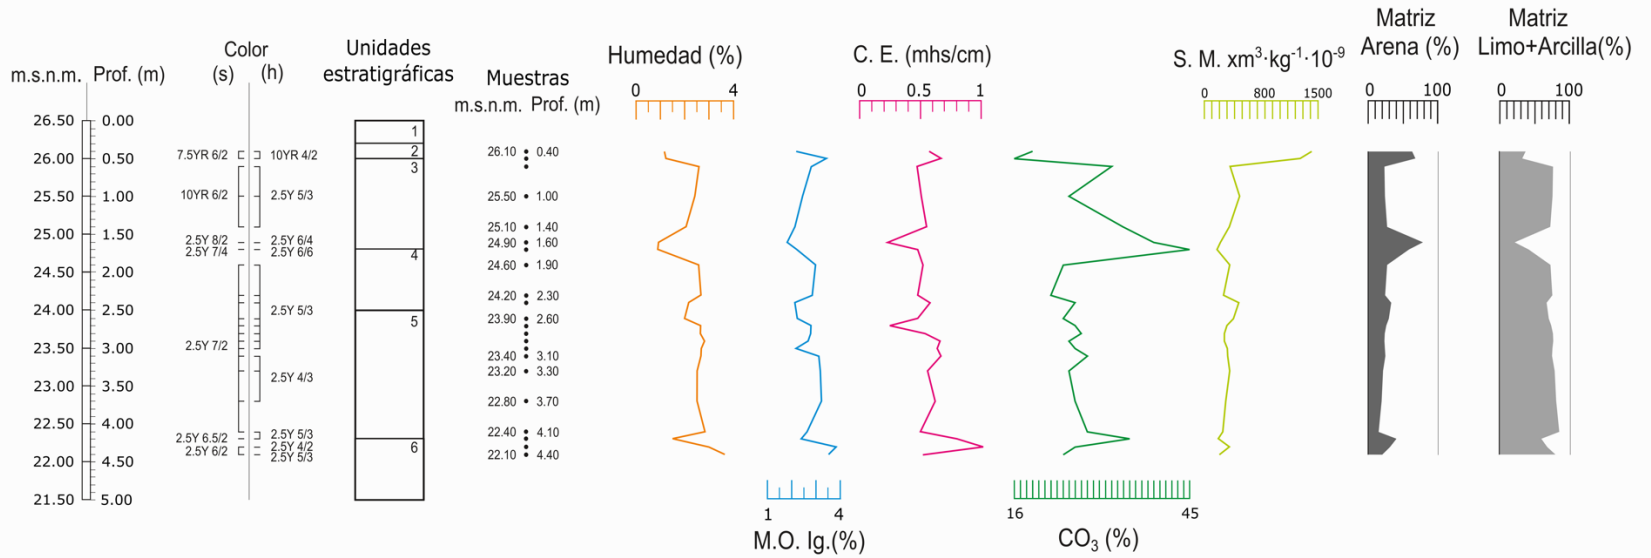 Color
(s) (h)
Unidades
estratigráficas
Muestras
m.s.n.m. Prof. (m)
m.s.n.m. Prof. (m)
Humedad (%)
0 4
C. E. (mhs/cm)
0 0.5 1
S. M. xm³·kg⁻¹·10⁻⁹
0 800 1500
Matriz
Arena (%)
0 100
Matriz
Limo+Arcilla(%)
0 100
26.50 0.00
26.00 0.50
25.50 1.00
25.00 1.50
24.50 2.00
24.00 2.50
23.50 3.00
23.00 3.50
22.50 4.00
22.00 4.50
21.50 5.00
7.5YR 6/2 10YR 4/2
10YR 6/2 2.5Y 5/3
2.5Y 8/2 2.5Y 6/4
2.5Y 7/4 2.5Y 6/6
2.5Y 5/3
2.5Y 7/2
2.5Y 4/3
2.5Y 5/3
2.5Y 6.5/2
2.5Y 4/2
2.5Y 6/2
2.5Y 5/3
1
2
3
4
5
6
26.10 0.40
25.50 1.00
25.10 1.40
24.90 1.60
24.60 1.90
24.20 2.30
23.90 2.60
23.40 3.10
23.20 3.30
22.80 3.70
22.40 4.10
22.10 4.40
1 4
M.O. Ig.(%)
16 45
CO₃ (%)